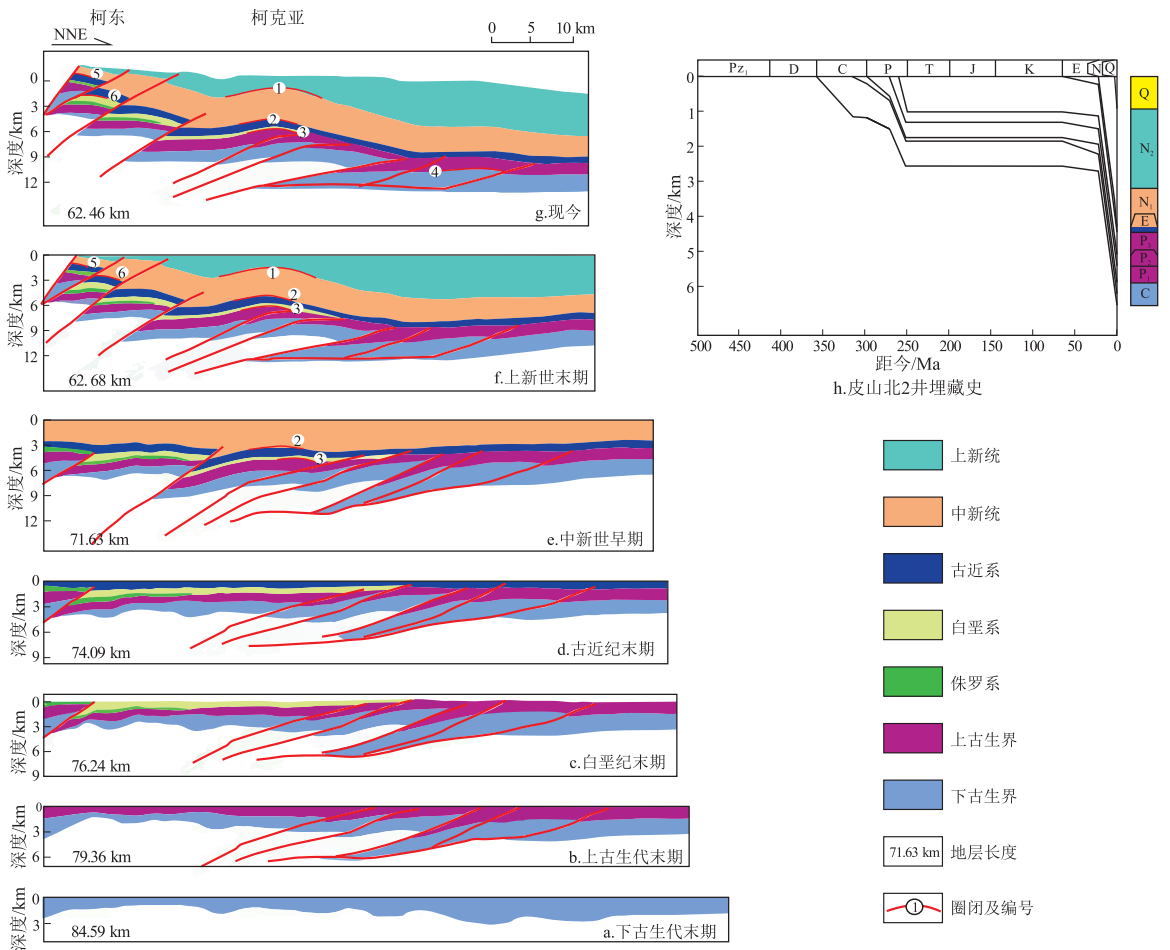 柯东
柯克亚
NNE
0 5 10 km
深度/km
0
3
6
9
12
5
6
1
2
3
4
62.46 km
g.现今
深度/km
0
3
6
9
12
5
6
1
2
3
62.68 km
f.上新世末期
深度/km
0
3
6
9
12
2
3
71.63 km
e.中新世早期
深度/km
0
3
6
9
74.09 km
d.古近纪末期
深度/km
0
3
6
9
76.24 km
c.白垩纪末期
深度/km
0
3
6
79.36 km
b.上古生代末期
深度/km
0
3
84.59 km
a.下古生代末期
Pz₁ D C P T J K E N Q
深度/km
0
1
2
3
4
5
6
500 450 400 350 300 250 200 150 100 50 0
距今/Ma
h.皮山北2井埋藏史
Q
N₂
N₁
E
P₃
P₂
P₁
C
上新统
中新统
古近系
白垩系
侏罗系
上古生界
下古生界
71.63 km 地层长度
1 圈闭及编号